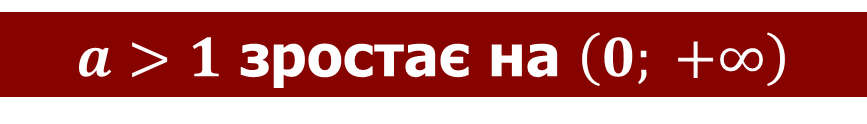 a > 1 зростає на (0; +∞)